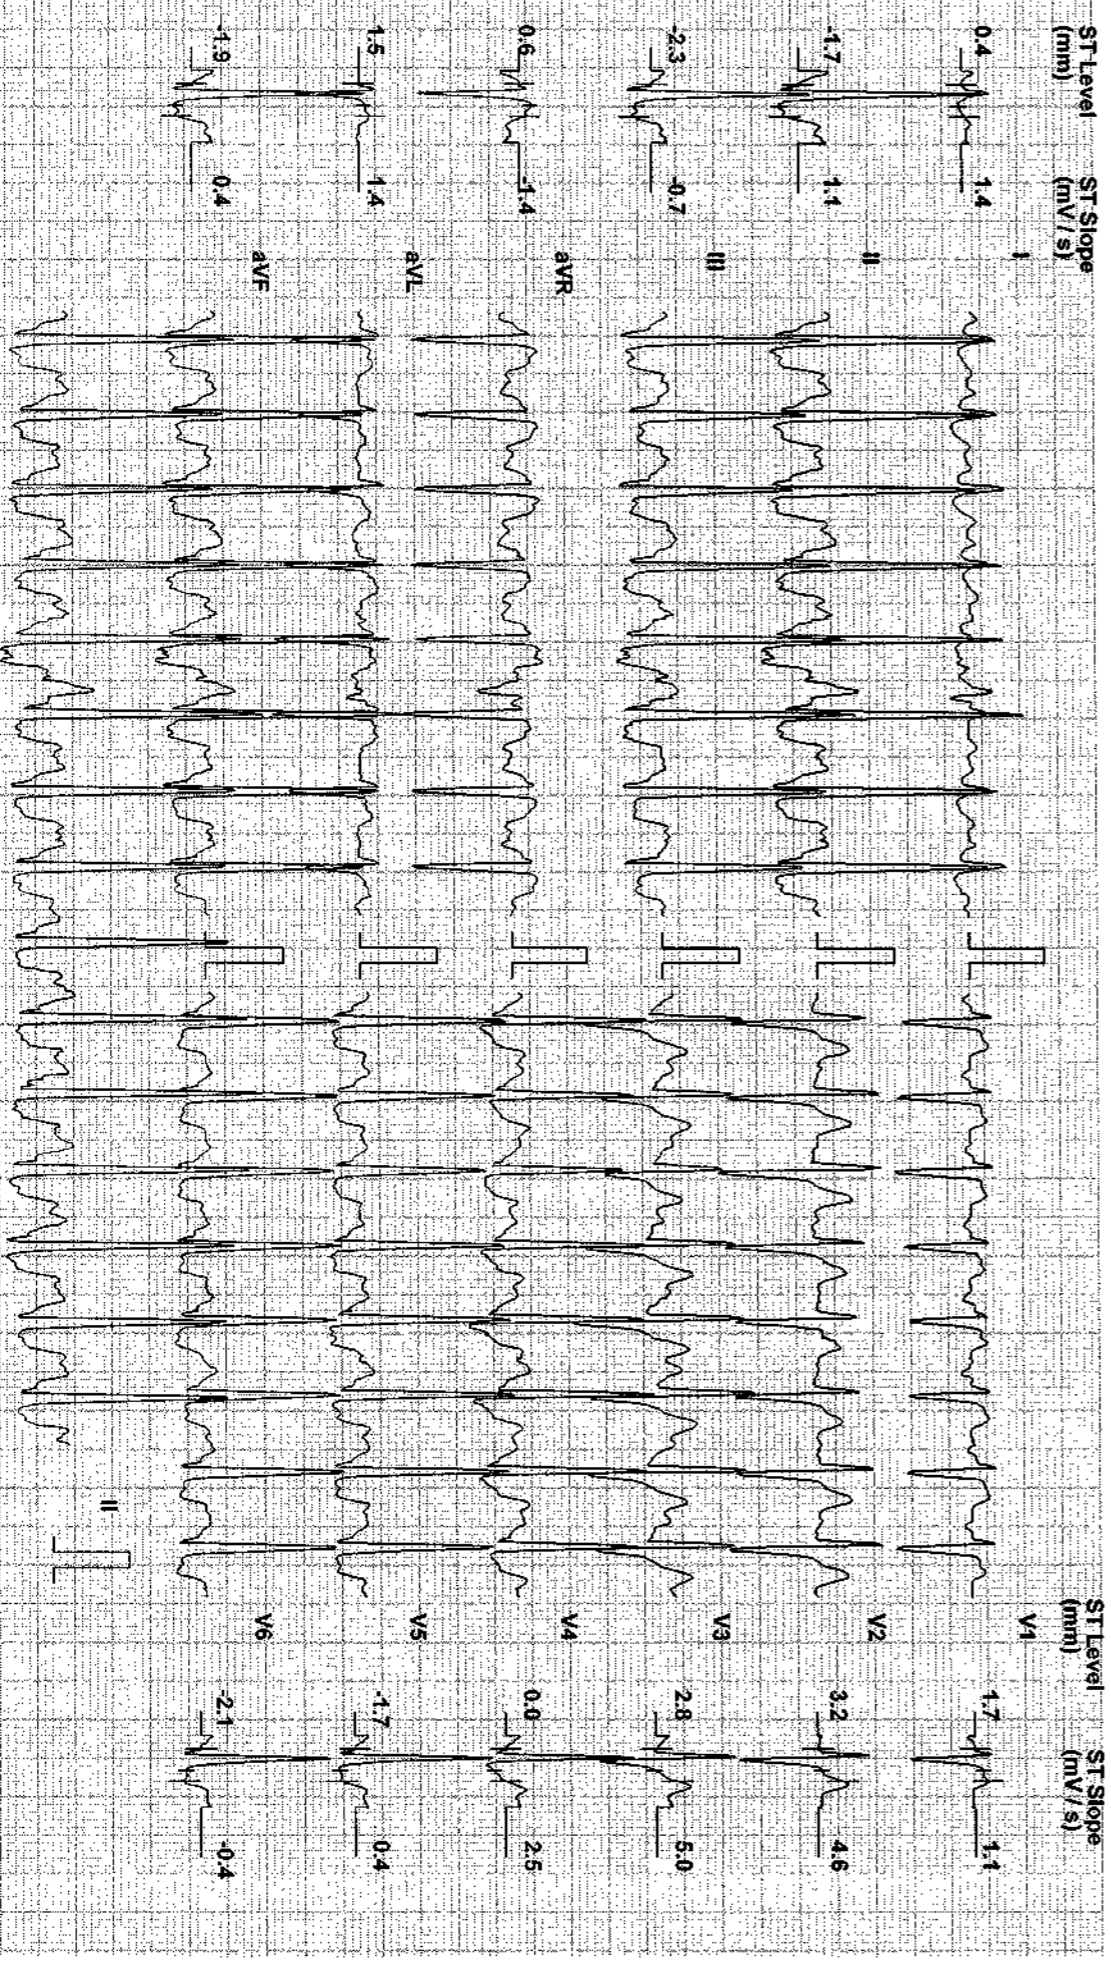 ST Level ST Slope
(mm) (mV / s)
I
0.4 1.4
II
-1.7 1.1
III
-2.3 -0.7
aVR
0.6 -1.4
aVL
1.5 1.4
aVF
-1.9 0.4
ST Level ST Slope
(mm) (mV / s)
V1
1.7 1.1
V2
3.2 4.6
V3
2.8 5.0
V4
0.0 2.5
V5
-1.7 0.4
V6
-2.1 -0.4
II